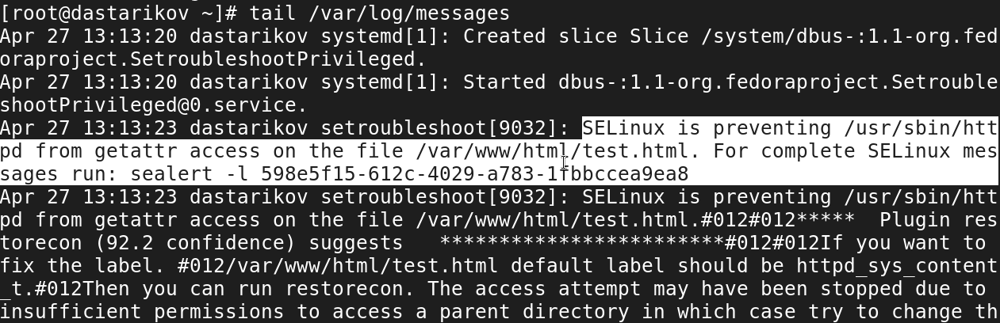 [root@dastarikov ~]# tail /var/log/messages
Apr 27 13:13:20 dastarikov systemd[1]: Created slice Slice /system/dbus-:1.1-org.fed
oraproject.SetroubleshootPrivileged.
Apr 27 13:13:20 dastarikov systemd[1]: Started dbus-:1.1-org.fedoraproject.Setrouble
shootPrivileged@0.service.
Apr 27 13:13:23 dastarikov setroubleshoot[9032]: SELinux is preventing /usr/sbin/htt
pd from getattr access on the file /var/www/html/test.html. For complete SELinux mes
sages run: sealert -l 598e5f15-612c-4029-a783-1fbbccea9ea8
Apr 27 13:13:23 dastarikov setroubleshoot[9032]: SELinux is preventing /usr/sbin/htt
pd from getattr access on the file /var/www/html/test.html.#012#012*****  Plugin res
torecon (92.2 confidence) suggests   ************************#012#012If you want to
fix the label. #012/var/www/html/test.html default label should be httpd_sys_content
_t.#012Then you can run restorecon. The access attempt may have been stopped due to
insufficient permissions to access a parent directory in which case try to change th